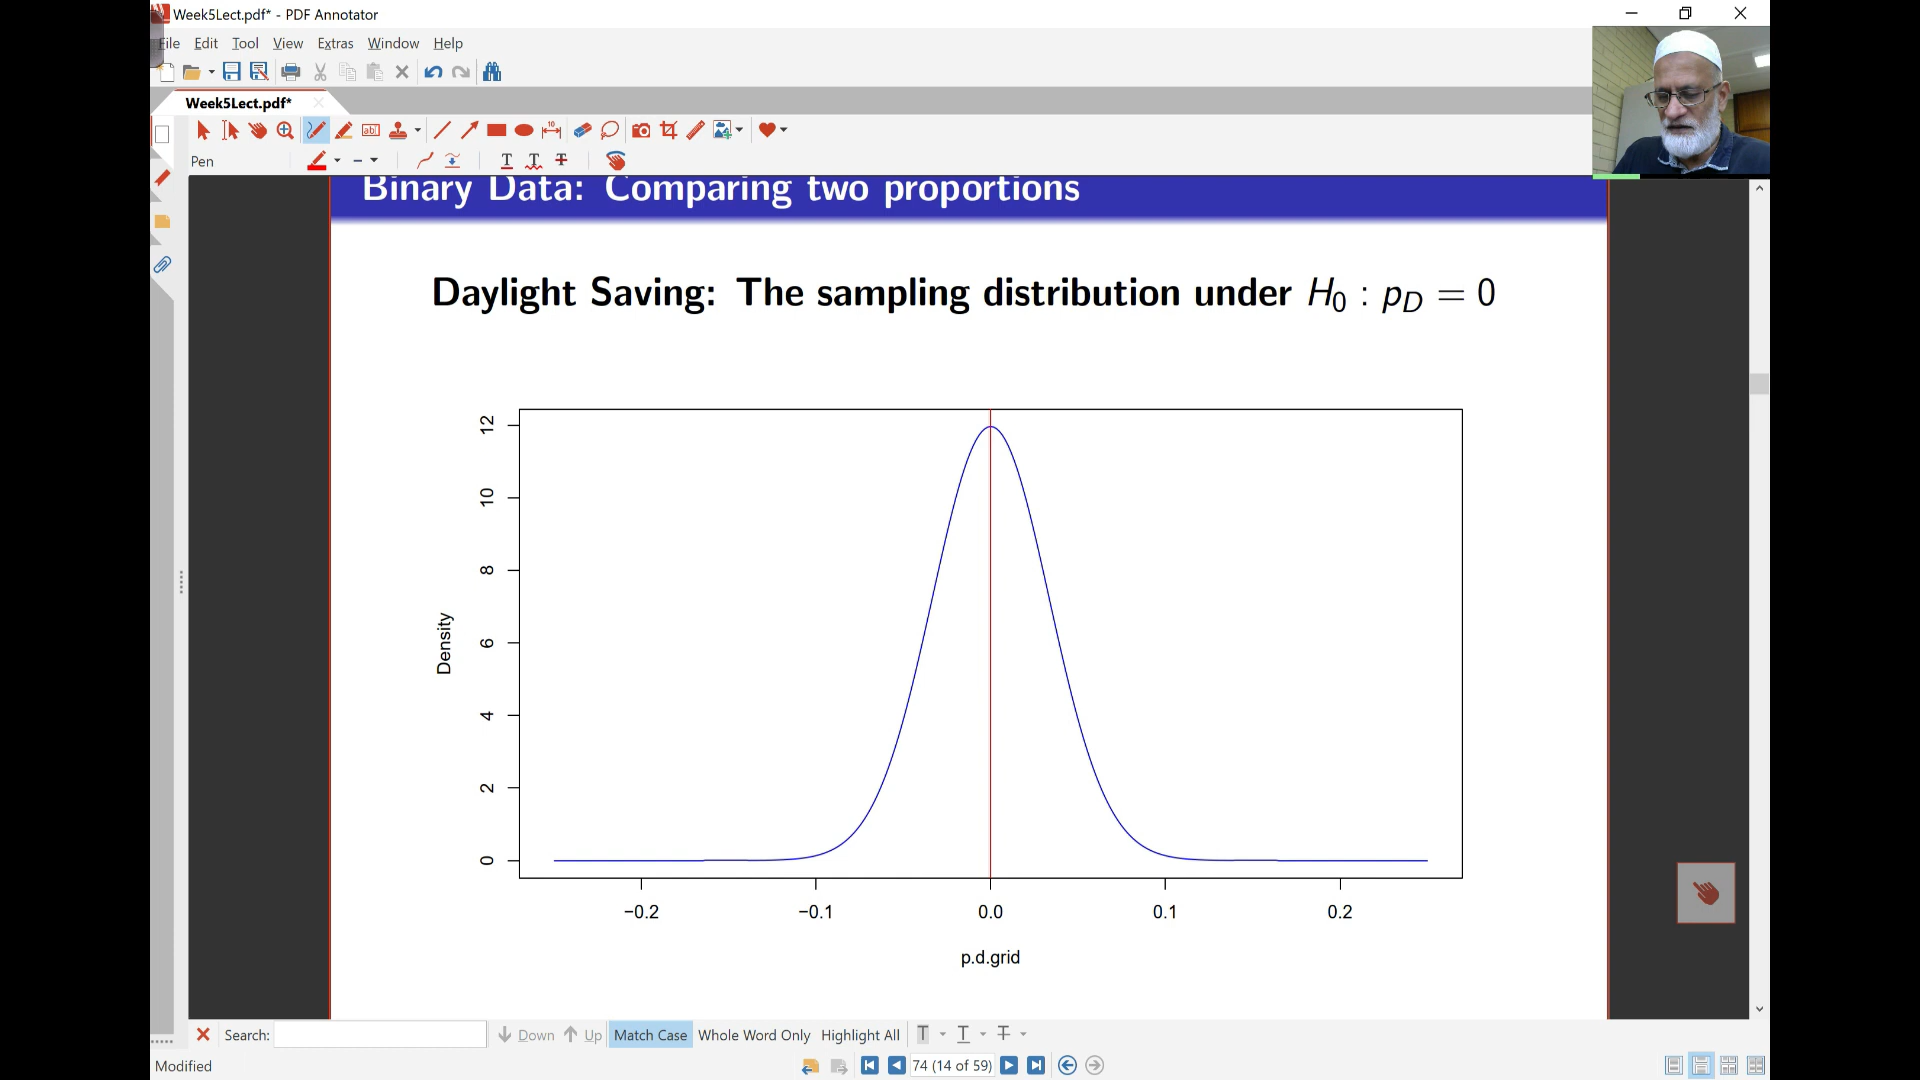 Week5Lect.pdf* - PDF Annotator
File Edit Tool View Extras Window Help
Week5Lect.pdf*
Pen
Binary Data: Comparing two proportions
Daylight Saving: The sampling distribution under H₀ : p_D = 0
12
10
8
6
4
2
0
Density
−0.2 −0.1 0.0 0.1 0.2
p.d.grid
Search: Down Up Match Case Whole Word Only Highlight All T T T
Modified 74 (14 of 59)